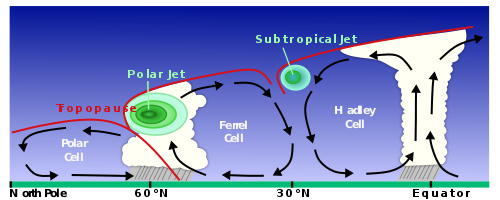 Subtropical Jet
Polar Jet
Tropopause
Hadley
Cell
Ferrel
Cell
Polar
Cell
North Pole
60°N
30°N
Equator